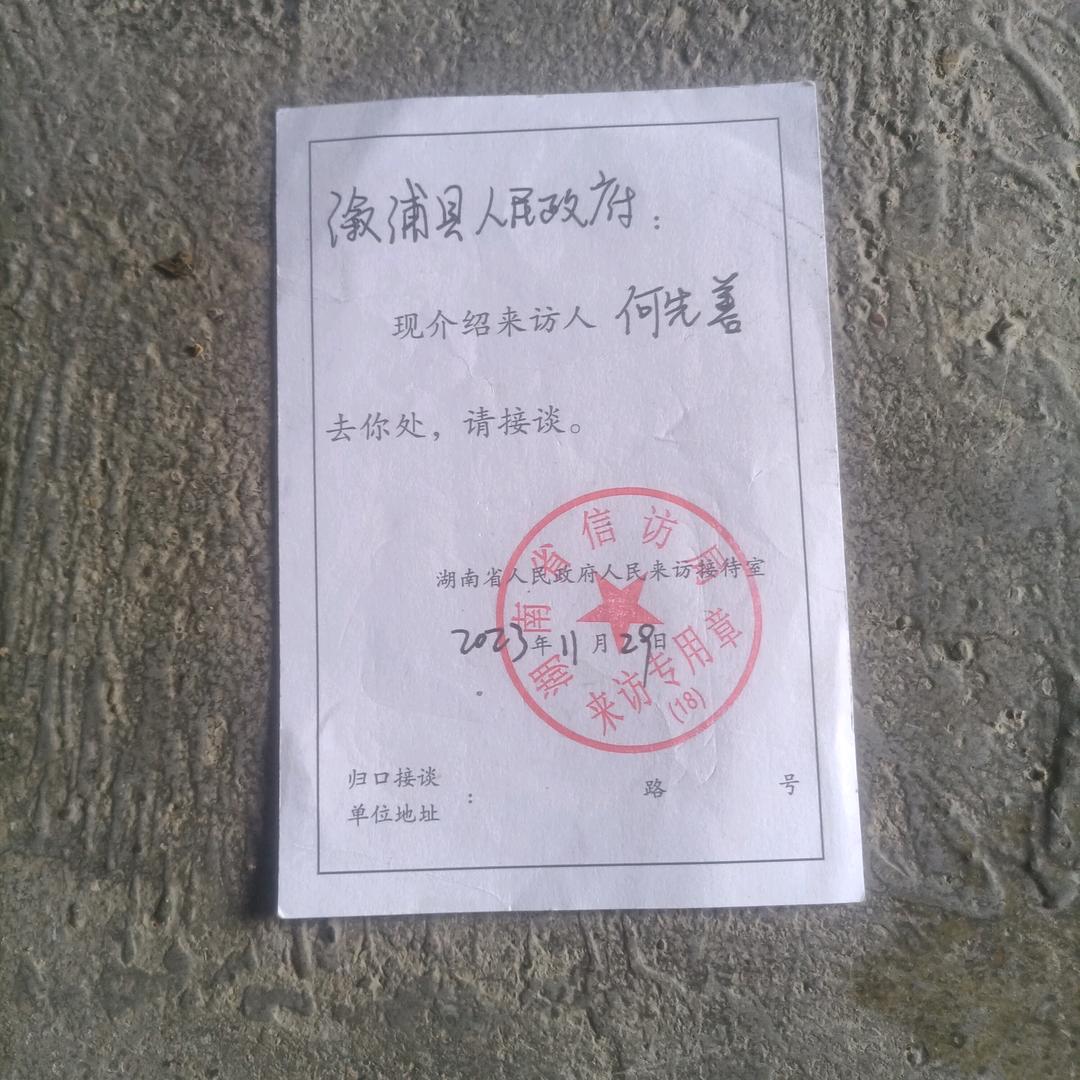 溆浦县人民政府：
现介绍来访人 何先善
去你处，请接谈。
湖南省人民政府人民来访接待室
2023年11月29日
湖南省信访局
来访专用章
(18)
归口接谈
单位地址 ： 路 号